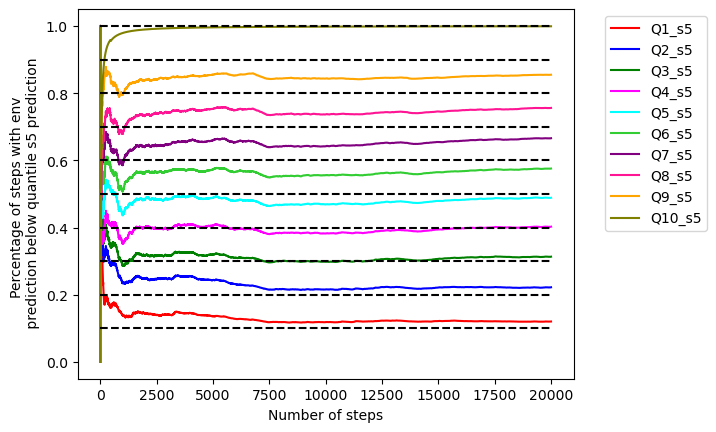 Percentage of steps with env
prediction below quantile s5 prediction
1.0
0.8
0.6
0.4
0.2
0.0
0
2500
5000
7500
10000
12500
15000
17500
20000
Number of steps
Q1_s5
Q2_s5
Q3_s5
Q4_s5
Q5_s5
Q6_s5
Q7_s5
Q8_s5
Q9_s5
Q10_s5